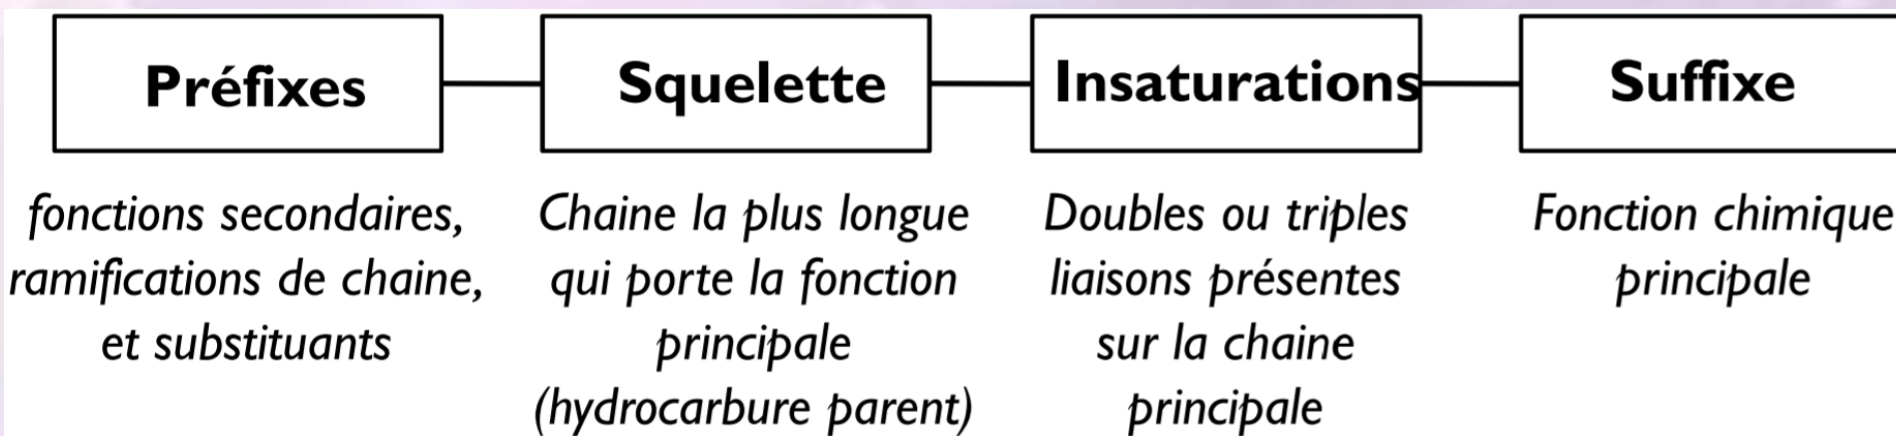 Préfixes
Squelette
Insaturations
Suffixe
fonctions secondaires,
ramifications de chaine,
et substituants
Chaine la plus longue
qui porte la fonction
principale
(hydrocarbure parent)
Doubles ou triples
liaisons présentes
sur la chaine
principale
Fonction chimique
principale